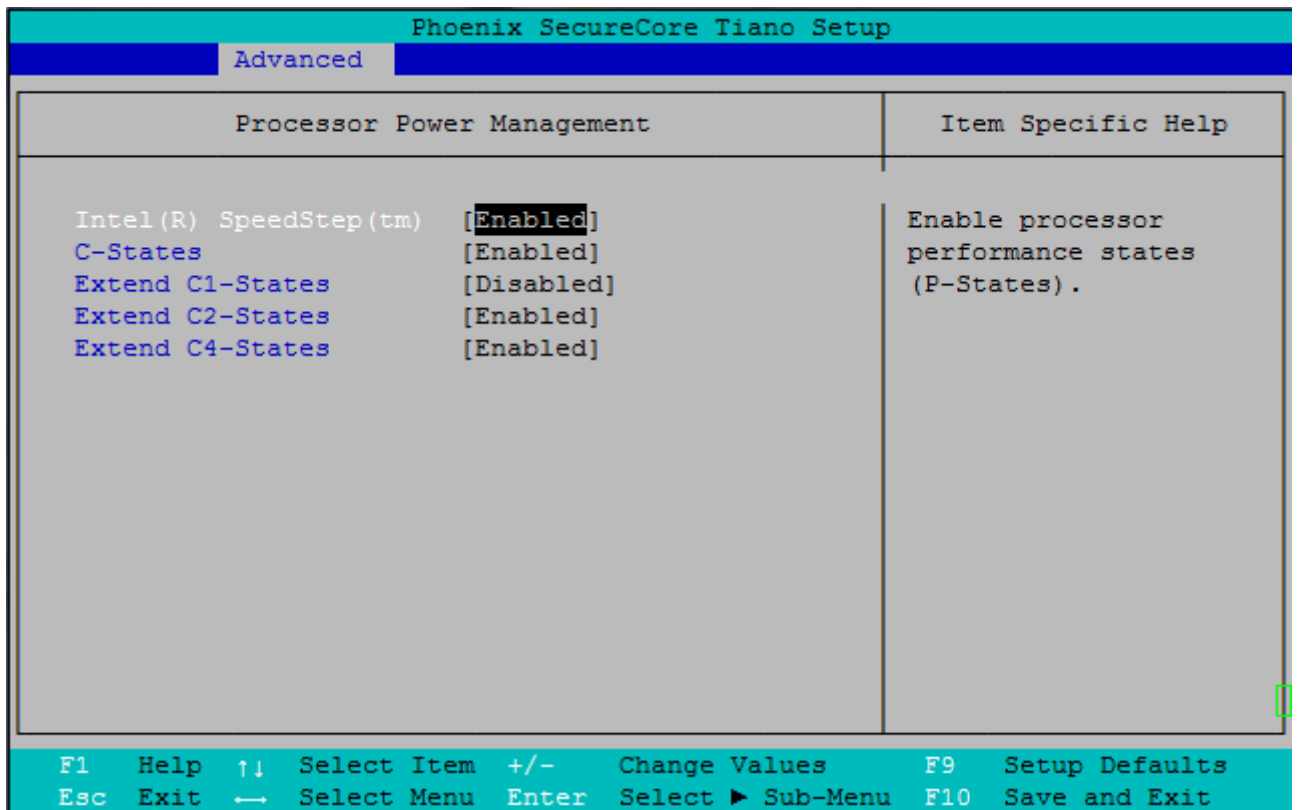 Phoenix SecureCore Tiano Setup
Advanced
Processor Power Management
Item Specific Help
Intel(R) SpeedStep(tm) [Enabled]
C-States [Enabled]
Extend C1-States [Disabled]
Extend C2-States [Enabled]
Extend C4-States [Enabled]
Enable processor
performance states
(P-States).
F1 Help ↑↓ Select Item +/- Change Values F9 Setup Defaults
Esc Exit ←→ Select Menu Enter Select ► Sub-Menu F10 Save and Exit